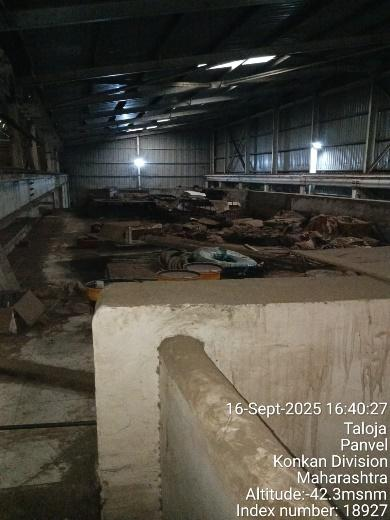 16-Sept-2025 16:40:27
Taloja
Panvel
Konkan Division
Maharashtra
Altitude:-42.3msnm
Index number: 18927